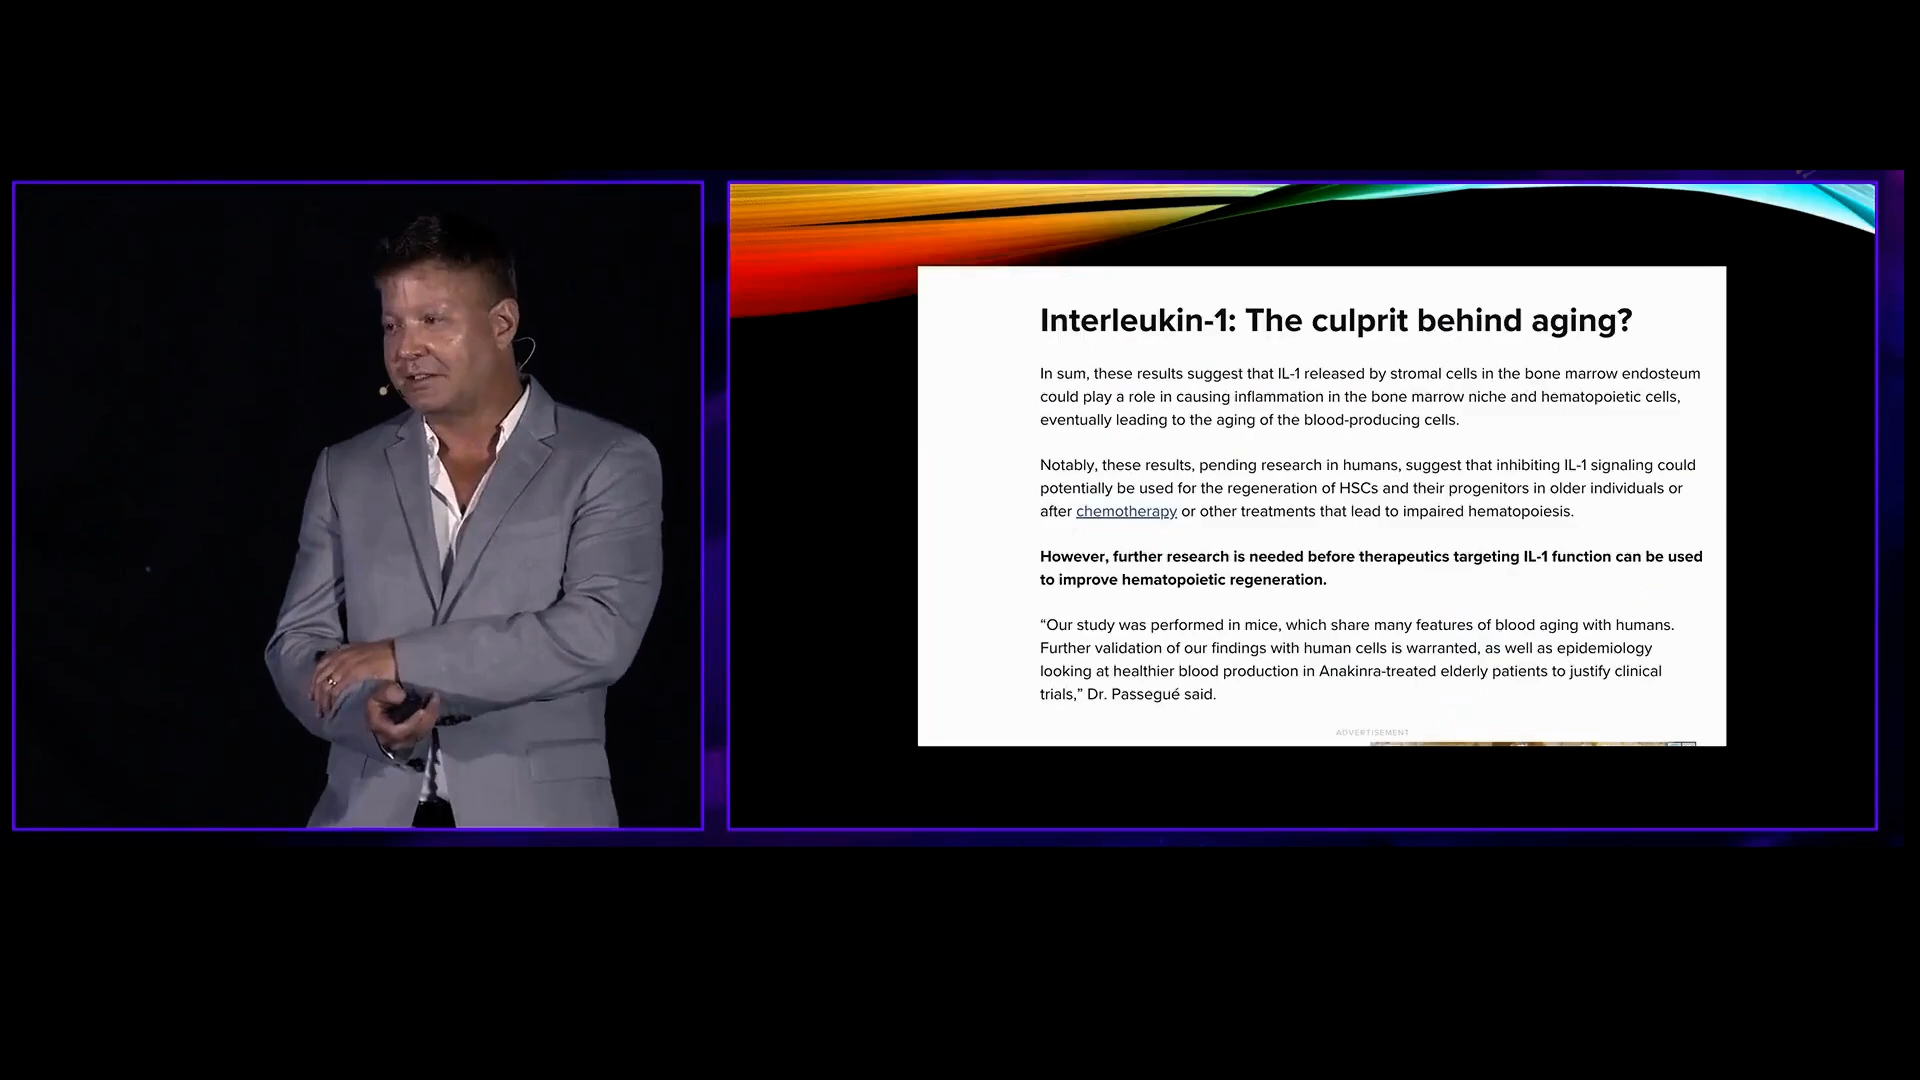 Interleukin-1: The culprit behind aging?
In sum, these results suggest that IL-1 released by stromal cells in the bone marrow endosteum
could play a role in causing inflammation in the bone marrow niche and hematopoietic cells,
eventually leading to the aging of the blood-producing cells.
Notably, these results, pending research in humans, suggest that inhibiting IL-1 signaling could
potentially be used for the regeneration of HSCs and their progenitors in older individuals or
after chemotherapy or other treatments that lead to impaired hematopoiesis.
However, further research is needed before therapeutics targeting IL-1 function can be used
to improve hematopoietic regeneration.
“Our study was performed in mice, which share many features of blood aging with humans.
Further validation of our findings with human cells is warranted, as well as epidemiology
looking at healthier blood production in Anakinra-treated elderly patients to justify clinical
trials,” Dr. Passegué said.
ADVERTISEMENT